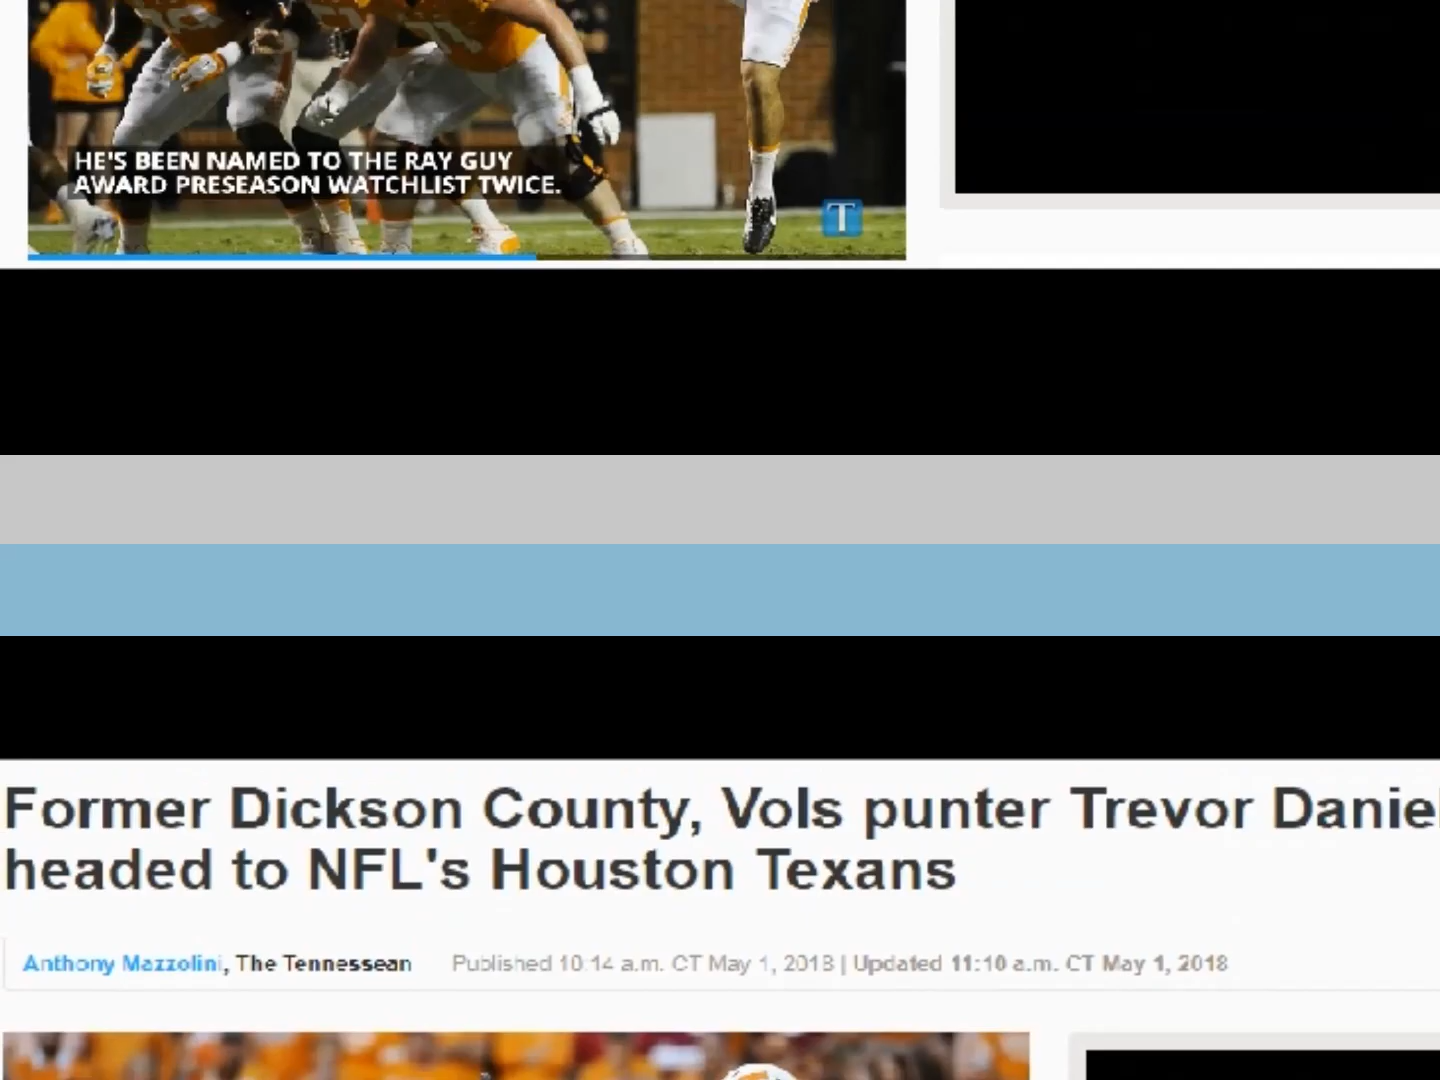 HE'S BEEN NAMED TO THE RAY GUY
AWARD PRESEASON WATCHLIST TWICE.
T
Former Dickson County, Vols punter Trevor Daniel
headed to NFL's Houston Texans
Anthony Mazzolini, The Tennessean Published 10:14 a.m. CT May 1, 2018 | Updated 11:10 a.m. CT May 1, 2018